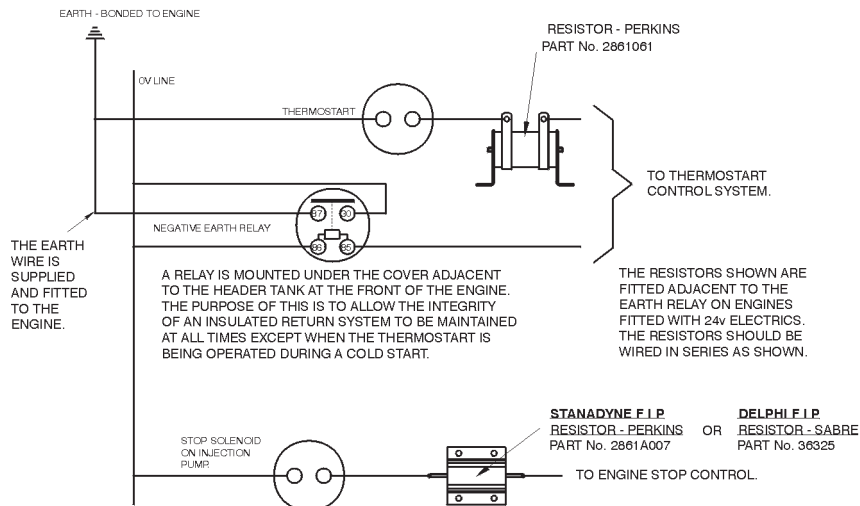 EARTH - BONDED TO ENGINE
RESISTOR - PERKINS
PART No. 2861061
0V LINE
THERMOSTART
TO THERMOSTART
CONTROL SYSTEM.
87 30
NEGATIVE EARTH RELAY
86 85
THE EARTH
WIRE IS
SUPPLIED
AND FITTED
TO THE
ENGINE.
A RELAY IS MOUNTED UNDER THE COVER ADJACENT
TO THE HEADER TANK AT THE FRONT OF THE ENGINE.
THE PURPOSE OF THIS IS TO ALLOW THE INTEGRITY
OF AN INSULATED RETURN SYSTEM TO BE MAINTAINED
AT ALL TIMES EXCEPT WHEN THE THERMOSTART IS
BEING OPERATED DURING A COLD START.
THE RESISTORS SHOWN ARE
FITTED ADJACENT TO THE
EARTH RELAY ON ENGINES
FITTED WITH 24v ELECTRICS.
THE RESISTORS SHOULD BE
WIRED IN SERIES AS SHOWN.
STANADYNE F I P
RESISTOR - PERKINS
PART No. 2861A007
OR
DELPHI F I P
RESISTOR - SABRE
PART No. 36325
STOP SOLENOID
ON INJECTION
PUMP.
TO ENGINE STOP CONTROL.